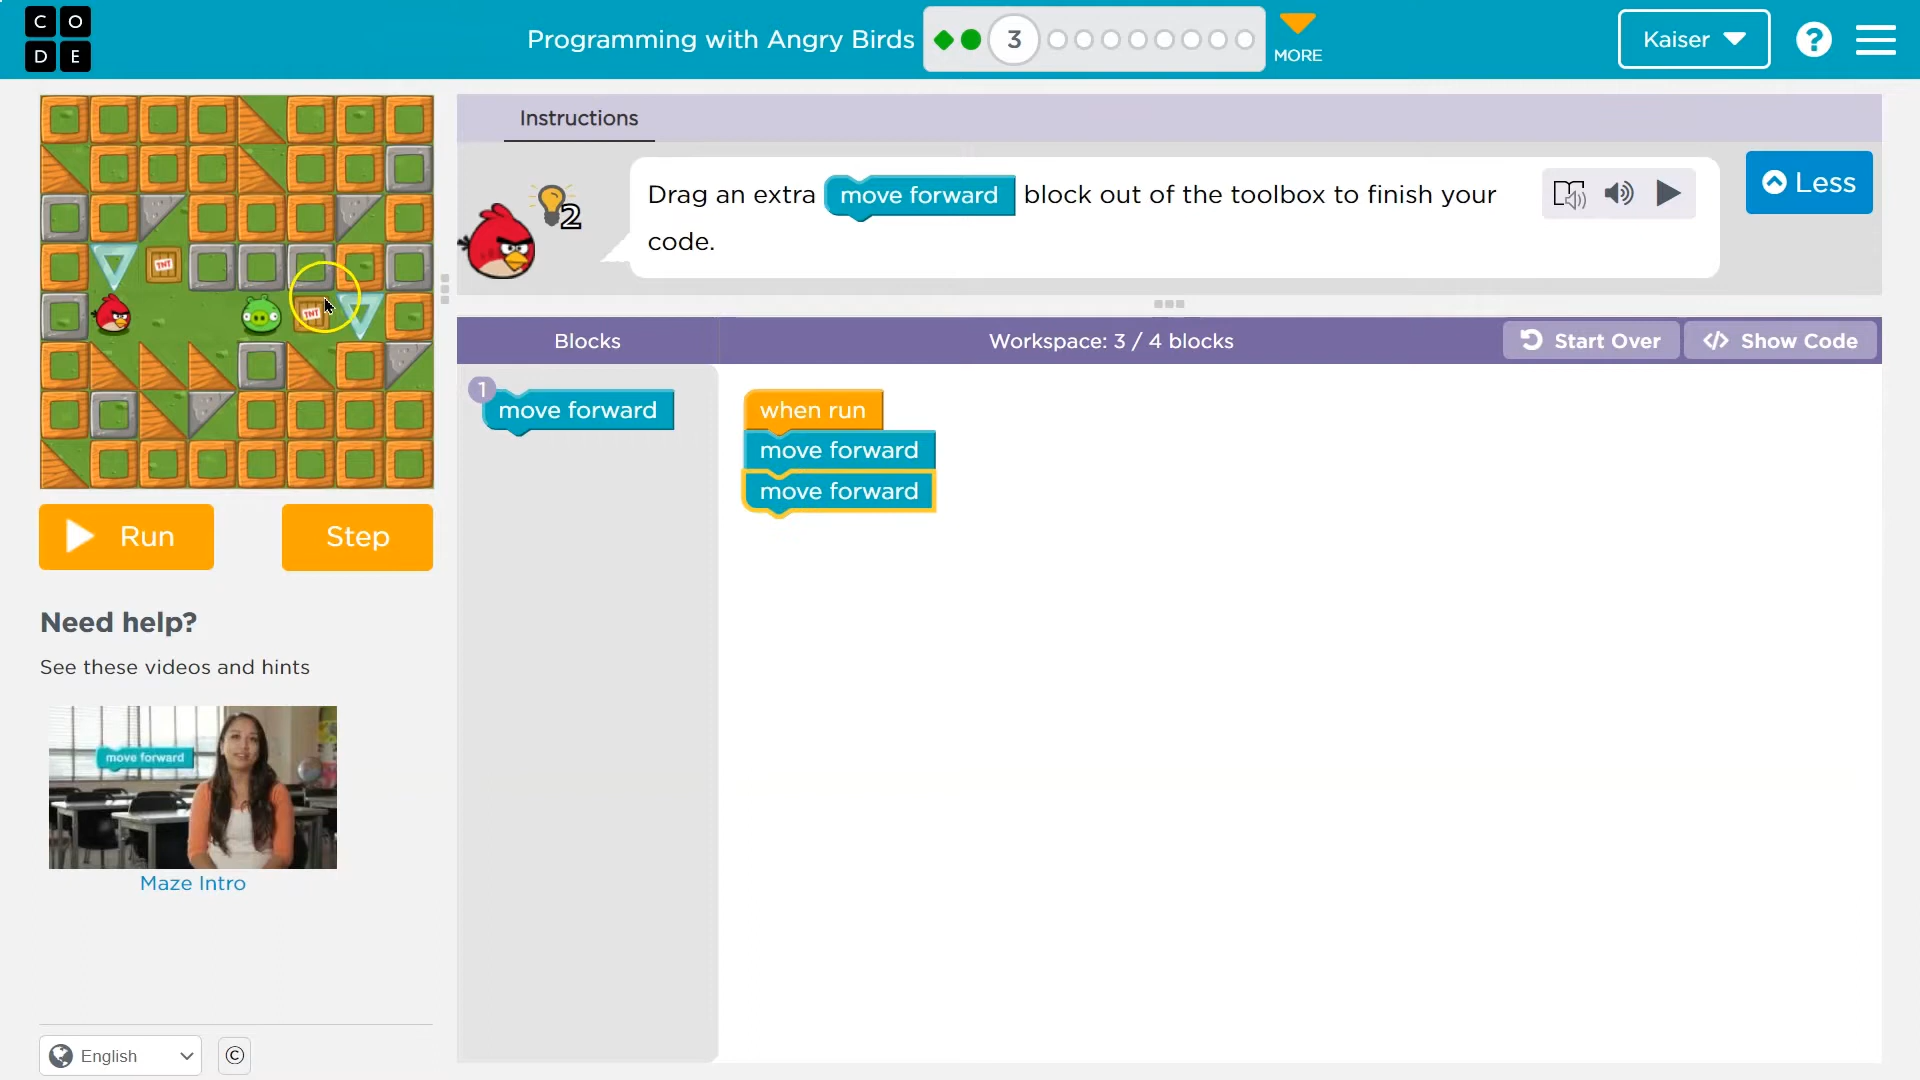 C O
D E
Programming with Angry Birds
3
MORE
Kaiser
?
Instructions
2
Drag an extra move forward block out of the toolbox to finish your
code.
Less
TNT
TNT
Blocks
Workspace: 3 / 4 blocks
Start Over
</> Show Code
1
move forward
when run
move forward
move forward
Run
Step
Need help?
See these videos and hints
move forward
Maze Intro
English
©